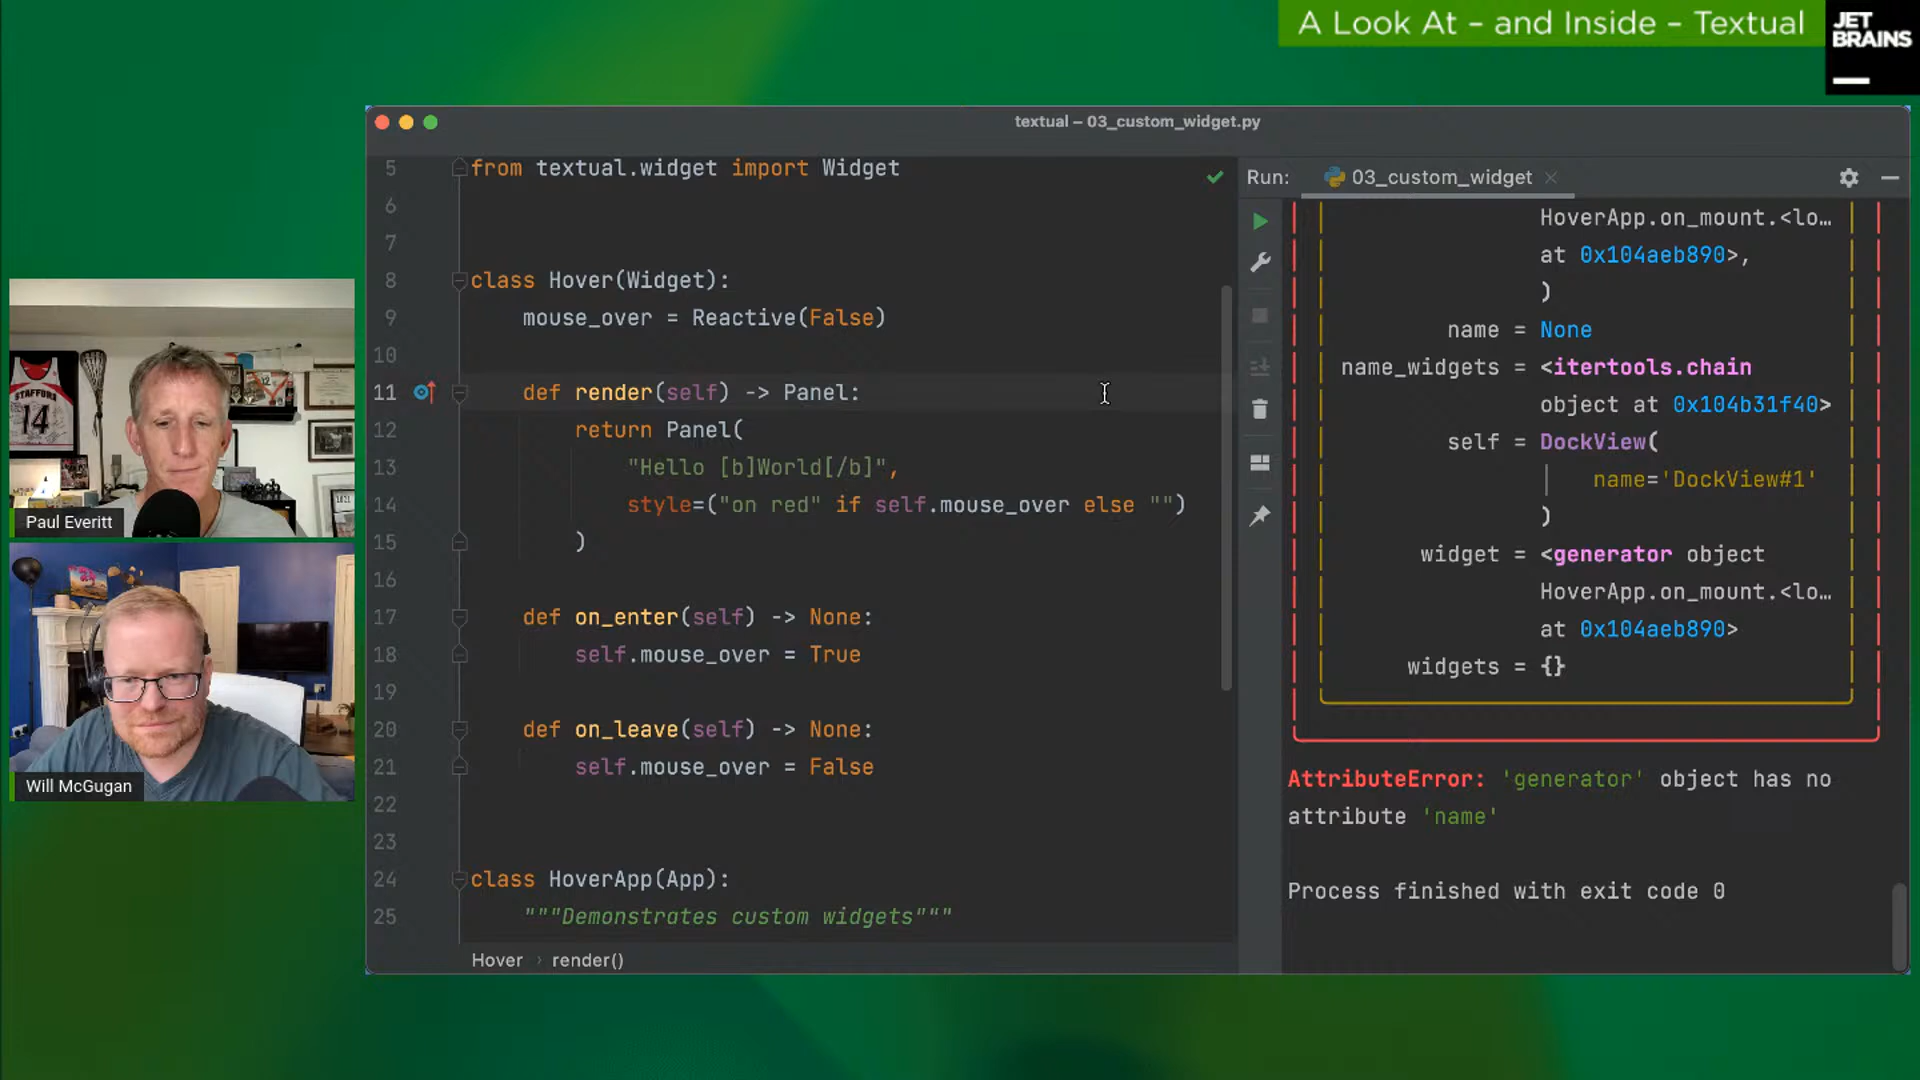 A Look At – and Inside – Textual
JET
BRAINS
textual – 03_custom_widget.py
5 from textual.widget import Widget
6
7
8 class Hover(Widget):
9 mouse_over = Reactive(False)
10
11 def render(self) -> Panel:
12 return Panel(
13 "Hello [b]World[/b]",
14 style=("on red" if self.mouse_over else "")
15 )
16
17 def on_enter(self) -> None:
18 self.mouse_over = True
19
20 def on_leave(self) -> None:
21 self.mouse_over = False
22
23
24 class HoverApp(App):
25 """Demonstrates custom widgets"""
Hover › render()
Run: 03_custom_widget
HoverApp.on_mount.<lo…
at 0x104aeb890>,
)
name = None
name_widgets = <itertools.chain
object at 0x104b31f40>
self = DockView(
name='DockView#1'
)
widget = <generator object
HoverApp.on_mount.<lo…
at 0x104aeb890>
widgets = {}
AttributeError: 'generator' object has no
attribute 'name'
Process finished with exit code 0
STAFFORD
14
Paul Everitt
Will McGugan